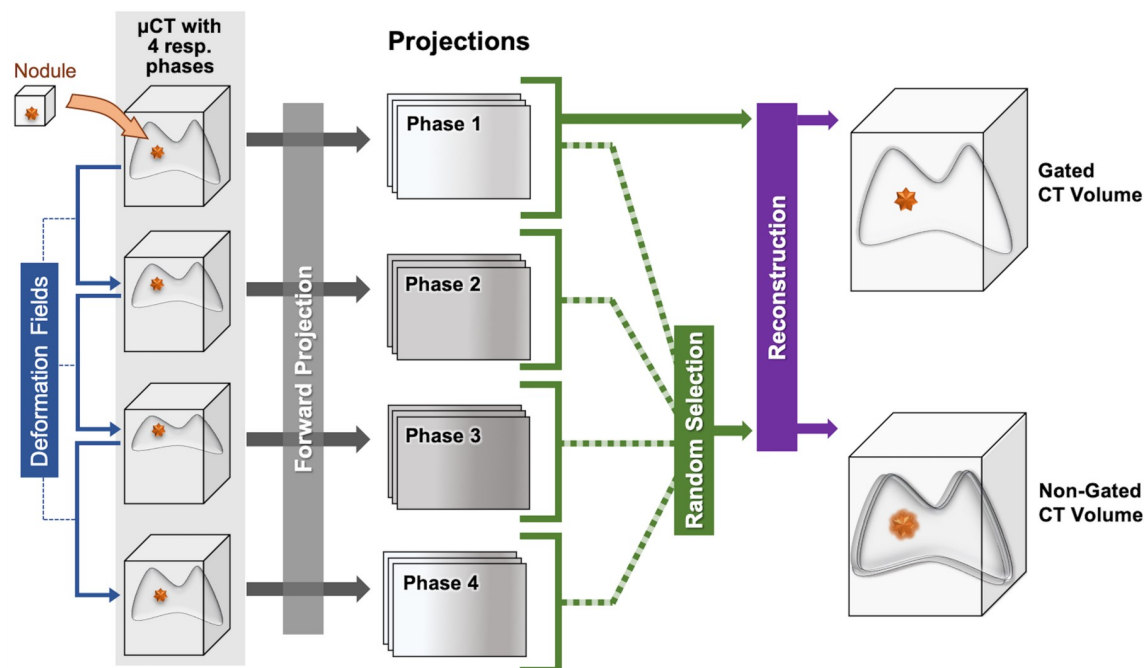 µCT with
4 resp.
phases
Projections
Nodule
Phase 1
Phase 2
Phase 3
Phase 4
Deformation Fields
Forward Projection
Random Selection
Reconstruction
Gated
CT Volume
Non-Gated
CT Volume